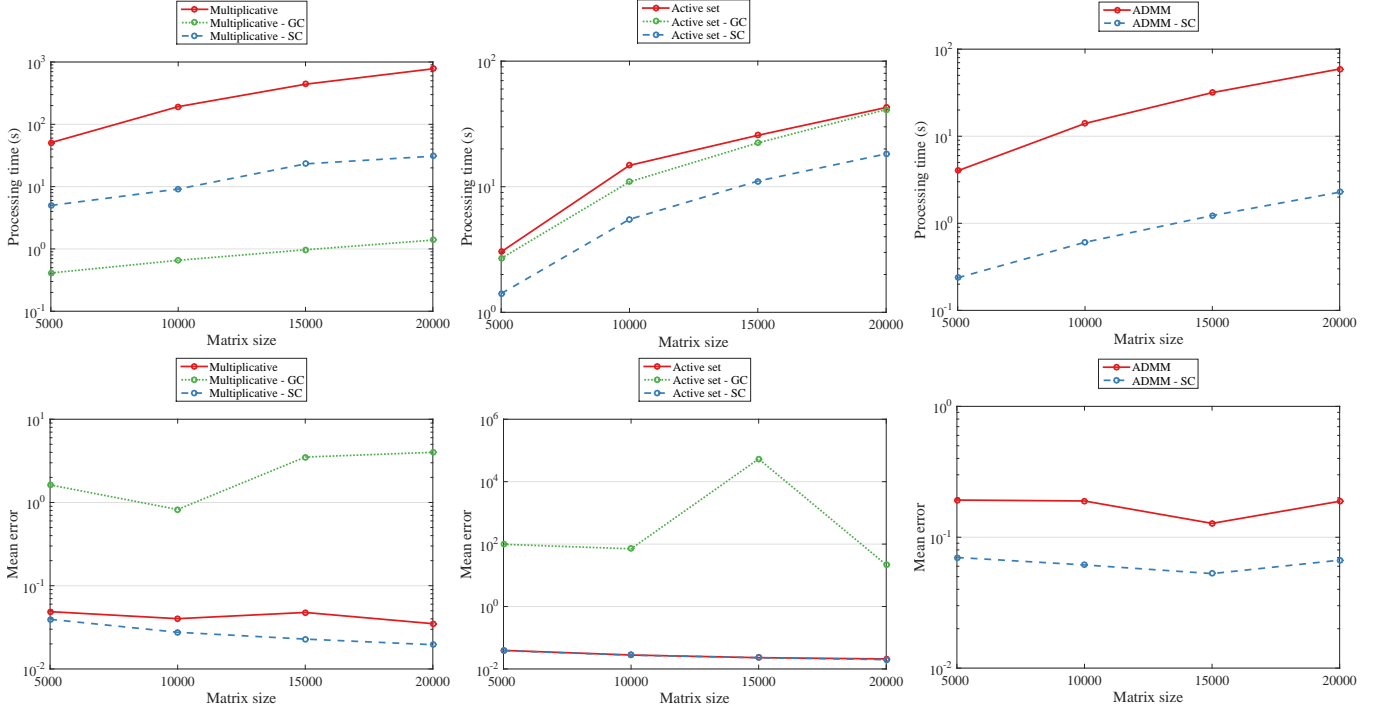 Multiplicative
Multiplicative - GC
Multiplicative - SC
10^3
10^2
10^1
10^0
10^-1
Processing time (s)
5000 10000 15000 20000
Matrix size
Active set
Active set - GC
Active set - SC
10^2
10^1
10^0
Processing time (s)
5000 10000 15000 20000
Matrix size
ADMM
ADMM - SC
10^2
10^1
10^0
10^-1
Processing time (s)
5000 10000 15000 20000
Matrix size
Multiplicative
Multiplicative - GC
Multiplicative - SC
10^1
10^0
10^-1
10^-2
Mean error
5000 10000 15000 20000
Matrix size
Active set
Active set - GC
Active set - SC
10^6
10^4
10^2
10^0
10^-2
Mean error
5000 10000 15000 20000
Matrix size
ADMM
ADMM - SC
10^0
10^-1
10^-2
Mean error
5000 10000 15000 20000
Matrix size